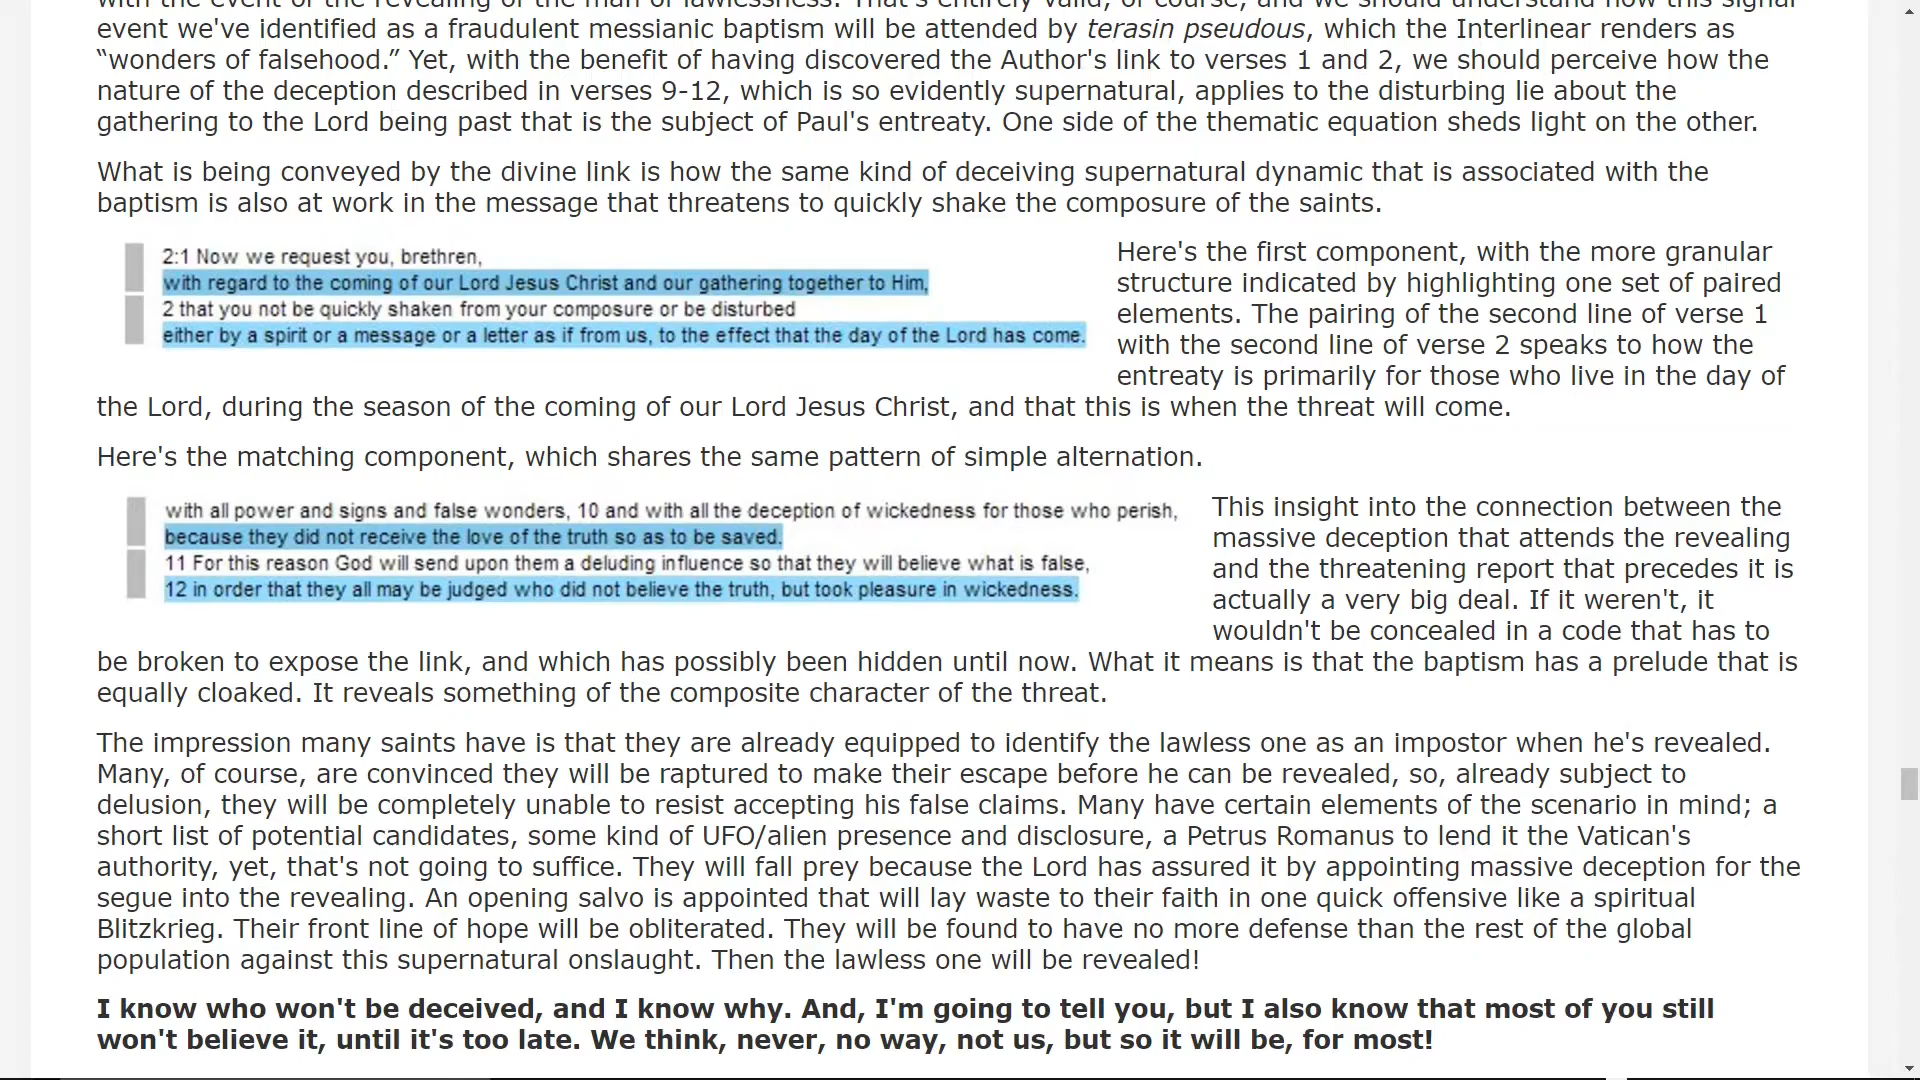 event we've identified as a fraudulent messianic baptism will be attended by terasin pseudous, which the Interlinear renders as
“wonders of falsehood.” Yet, with the benefit of having discovered the Author's link to verses 1 and 2, we should perceive how the
nature of the deception described in verses 9-12, which is so evidently supernatural, applies to the disturbing lie about the
gathering to the Lord being past that is the subject of Paul's entreaty. One side of the thematic equation sheds light on the other.
What is being conveyed by the divine link is how the same kind of deceiving supernatural dynamic that is associated with the
baptism is also at work in the message that threatens to quickly shake the composure of the saints.
2:1 Now we request you, brethren,
with regard to the coming of our Lord Jesus Christ and our gathering together to Him,
2 that you not be quickly shaken from your composure or be disturbed
either by a spirit or a message or a letter as if from us, to the effect that the day of the Lord has come.
Here's the first component, with the more granular
structure indicated by highlighting one set of paired
elements. The pairing of the second line of verse 1
with the second line of verse 2 speaks to how the
entreaty is primarily for those who live in the day of
the Lord, during the season of the coming of our Lord Jesus Christ, and that this is when the threat will come.
Here's the matching component, which shares the same pattern of simple alternation.
with all power and signs and false wonders, 10 and with all the deception of wickedness for those who perish,
because they did not receive the love of the truth so as to be saved.
11 For this reason God will send upon them a deluding influence so that they will believe what is false,
12 in order that they all may be judged who did not believe the truth, but took pleasure in wickedness.
This insight into the connection between the
massive deception that attends the revealing
and the threatening report that precedes it is
actually a very big deal. If it weren't, it
wouldn't be concealed in a code that has to
be broken to expose the link, and which has possibly been hidden until now. What it means is that the baptism has a prelude that is
equally cloaked. It reveals something of the composite character of the threat.
The impression many saints have is that they are already equipped to identify the lawless one as an impostor when he's revealed.
Many, of course, are convinced they will be raptured to make their escape before he can be revealed, so, already subject to
delusion, they will be completely unable to resist accepting his false claims. Many have certain elements of the scenario in mind; a
short list of potential candidates, some kind of UFO/alien presence and disclosure, a Petrus Romanus to lend it the Vatican's
authority, yet, that's not going to suffice. They will fall prey because the Lord has assured it by appointing massive deception for the
segue into the revealing. An opening salvo is appointed that will lay waste to their faith in one quick offensive like a spiritual
Blitzkrieg. Their front line of hope will be obliterated. They will be found to have no more defense than the rest of the global
population against this supernatural onslaught. Then the lawless one will be revealed!
I know who won't be deceived, and I know why. And, I'm going to tell you, but I also know that most of you still
won't believe it, until it's too late. We think, never, no way, not us, but so it will be, for most!